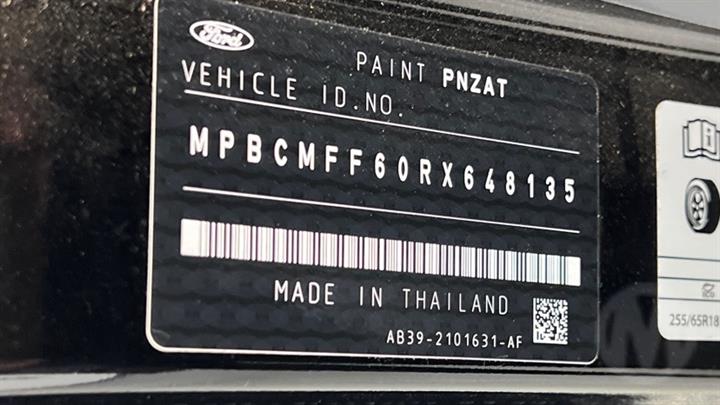 Ford
PAINT PNZAT
VEHICLE ID.NO.
MPBCMFF60RX648135
MADE IN THAILAND
AB39-2101631-AF
255/65R18